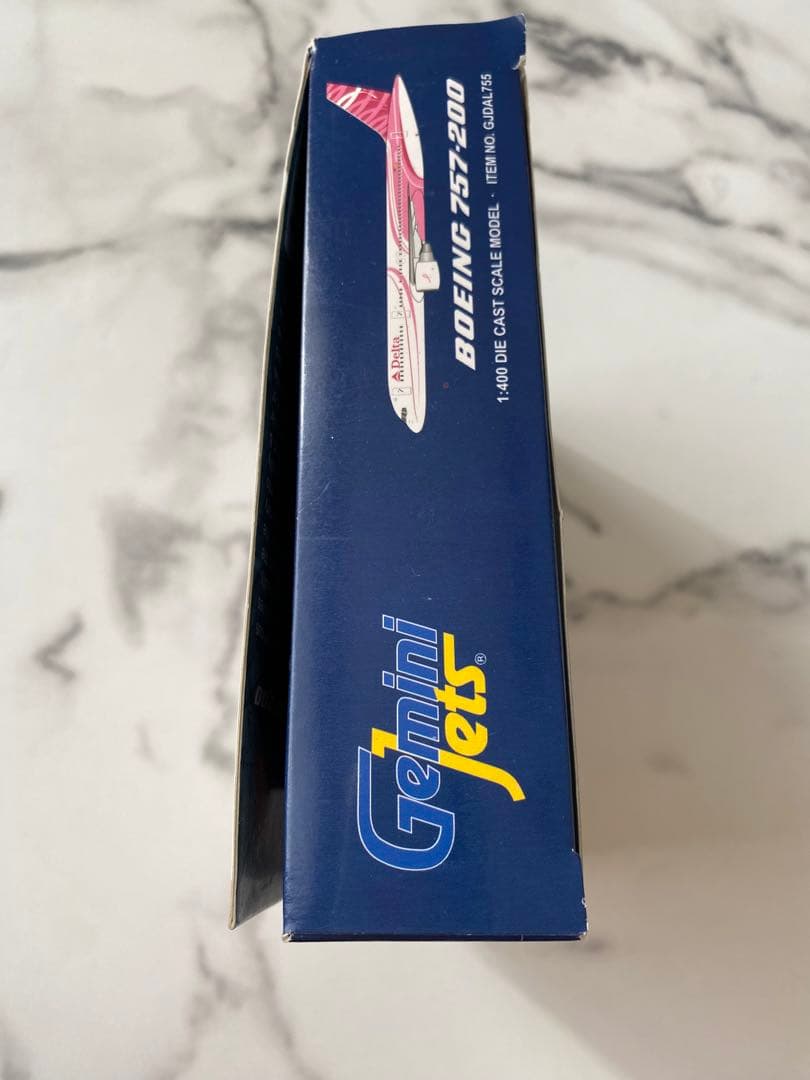 Gemini
Jets®
Delta
BOEING 757-200
1:400 DIE CAST SCALE MODEL · ITEM NO. GJDAL755